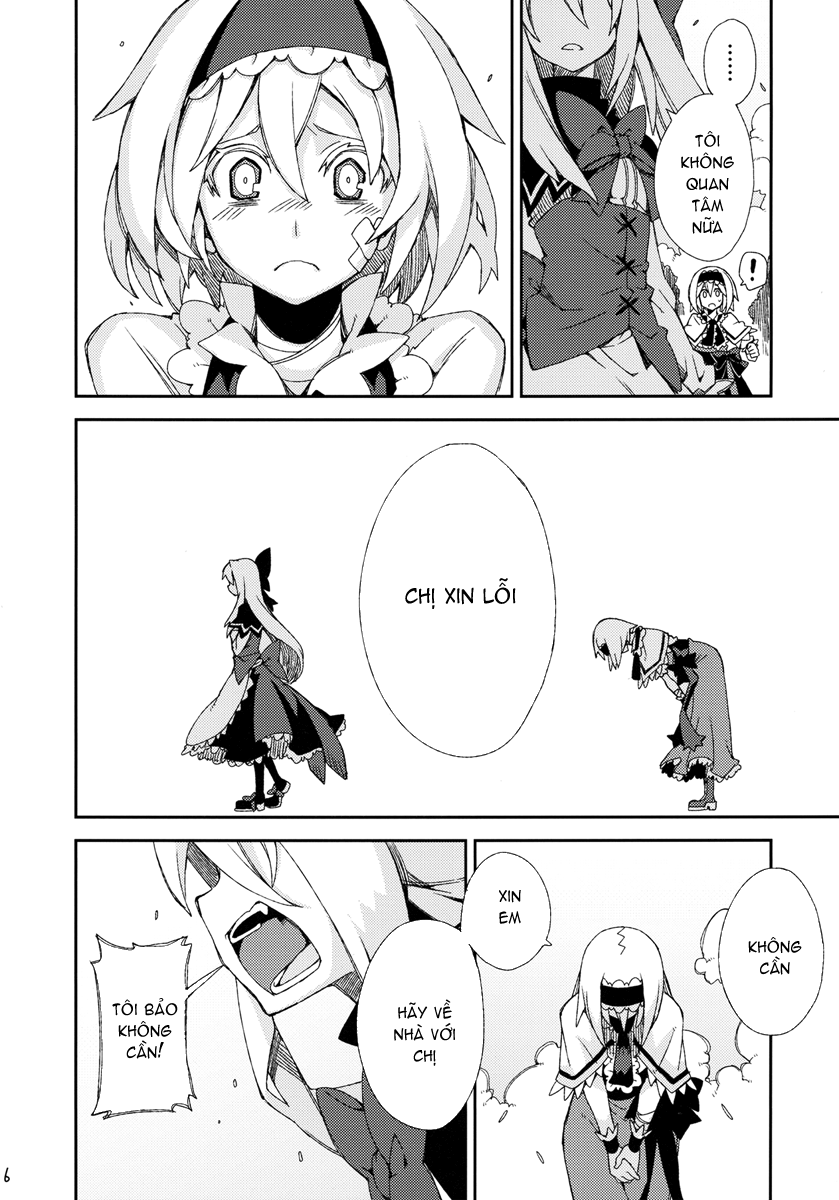 ......
TÔI
KHÔNG
QUAN
TÂM
NỮA
!
CHỊ XIN LỖI
KHÔNG
CẦN
XIN
EM
HÃY VỀ
NHÀ VỚI
CHỊ
TÔI BẢO
KHÔNG
CẦN!
6